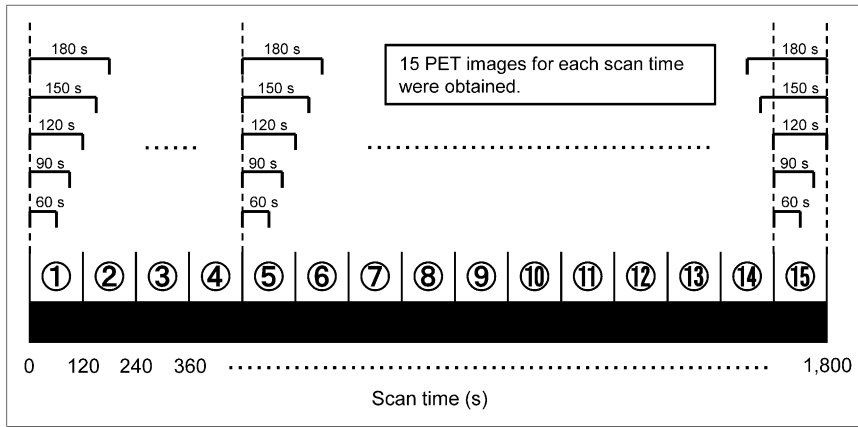 180 s 180 s 180 s
15 PET images for each scan time
were obtained.
150 s 150 s 150 s
120 s 120 s 120 s
90 s 90 s 90 s
60 s 60 s 60 s
① ② ③ ④ ⑤ ⑥ ⑦ ⑧ ⑨ ⑩ ⑪ ⑫ ⑬ ⑭ ⑮
0 120 240 360 1,800
Scan time (s)